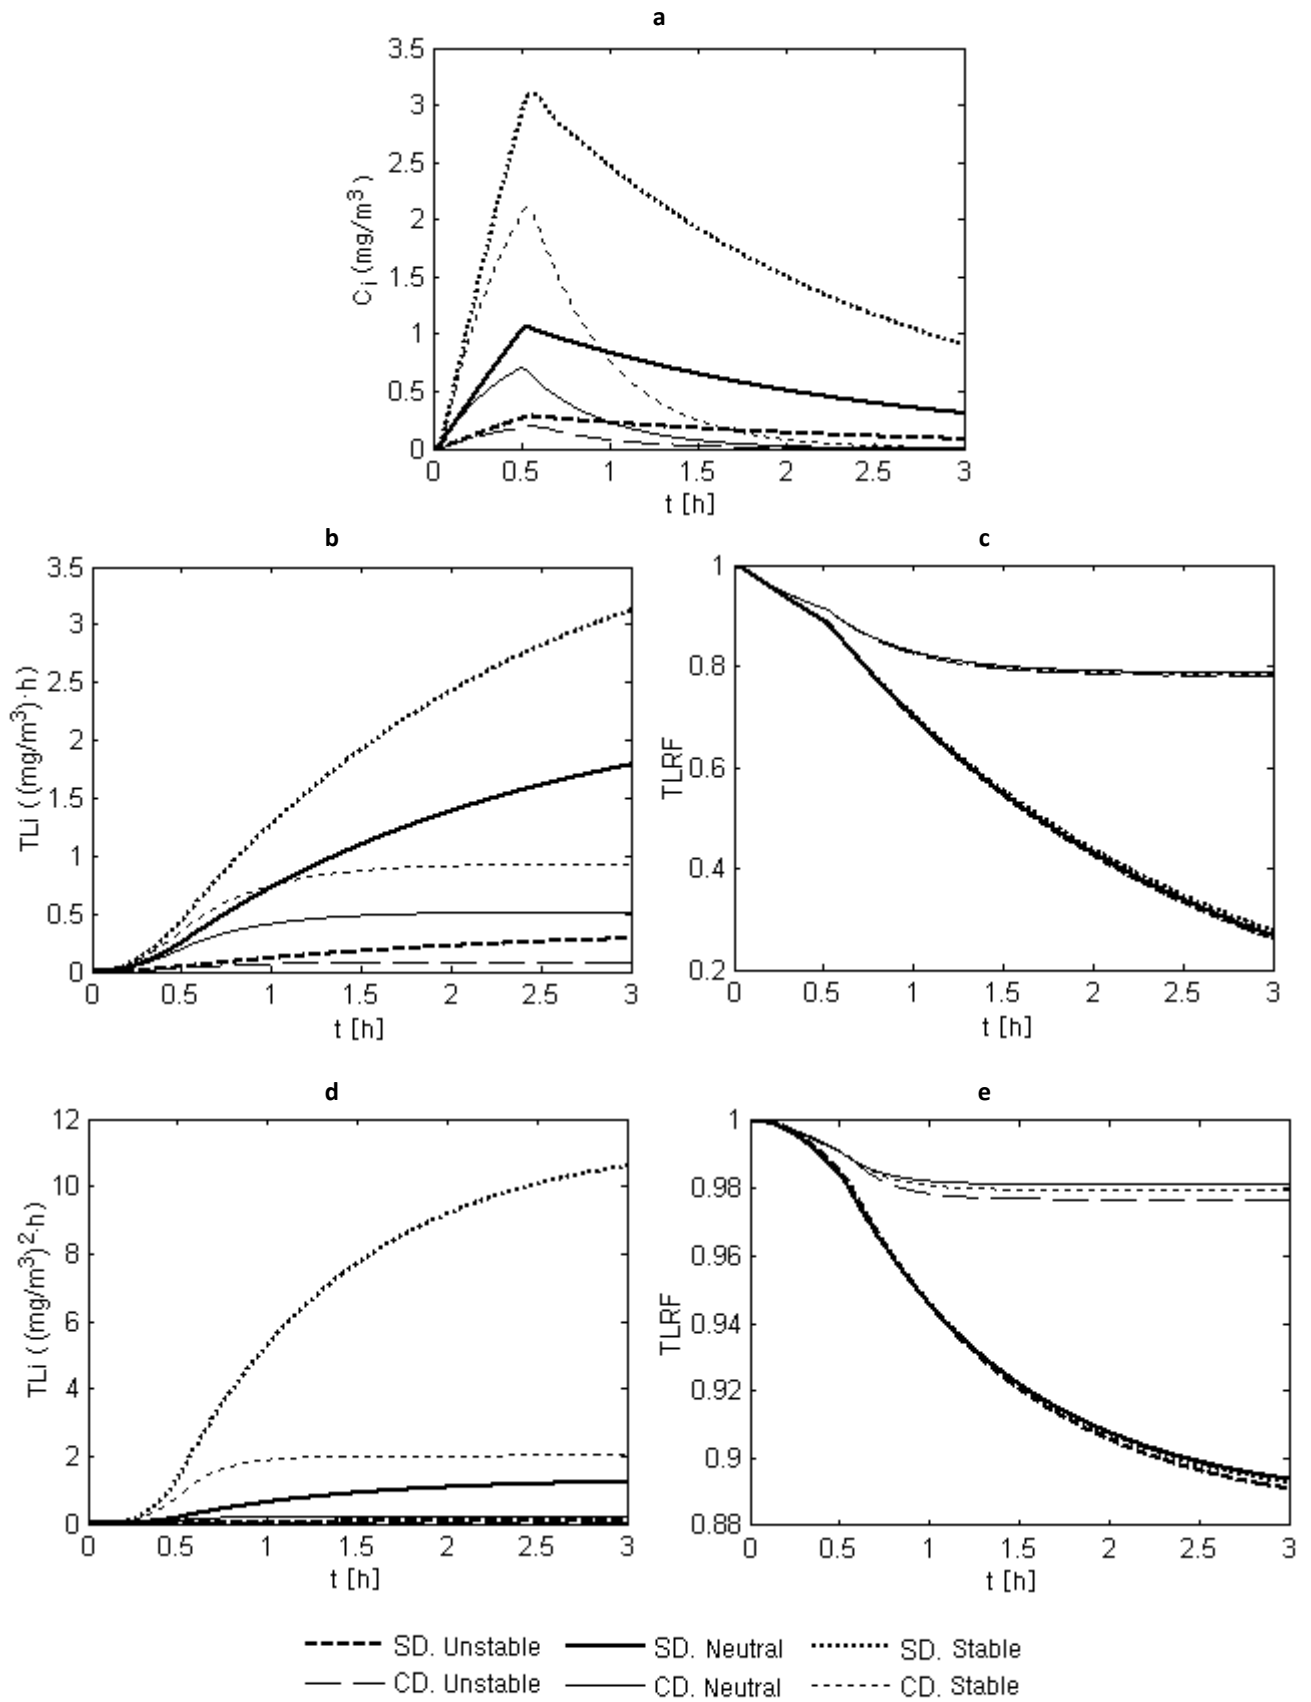 a
3.5
3
2.5
2
1.5
1
0.5
0
C_i (mg/m³)
0 0.5 1 1.5 2 2.5 3
t [h]
b
3.5
3
2.5
2
1.5
1
0.5
0
TLi ((mg/m³)·h)
0 0.5 1 1.5 2 2.5 3
t [h]
c
1
0.8
0.6
0.4
0.2
TLRF
0 0.5 1 1.5 2 2.5 3
t [h]
d
12
10
8
6
4
2
0
TLi ((mg/m³)²·h)
0 0.5 1 1.5 2 2.5 3
t [h]
e
1
0.98
0.96
0.94
0.92
0.9
0.88
TLRF
0 0.5 1 1.5 2 2.5 3
t [h]
SD. Unstable SD. Neutral SD. Stable
CD. Unstable CD. Neutral CD. Stable